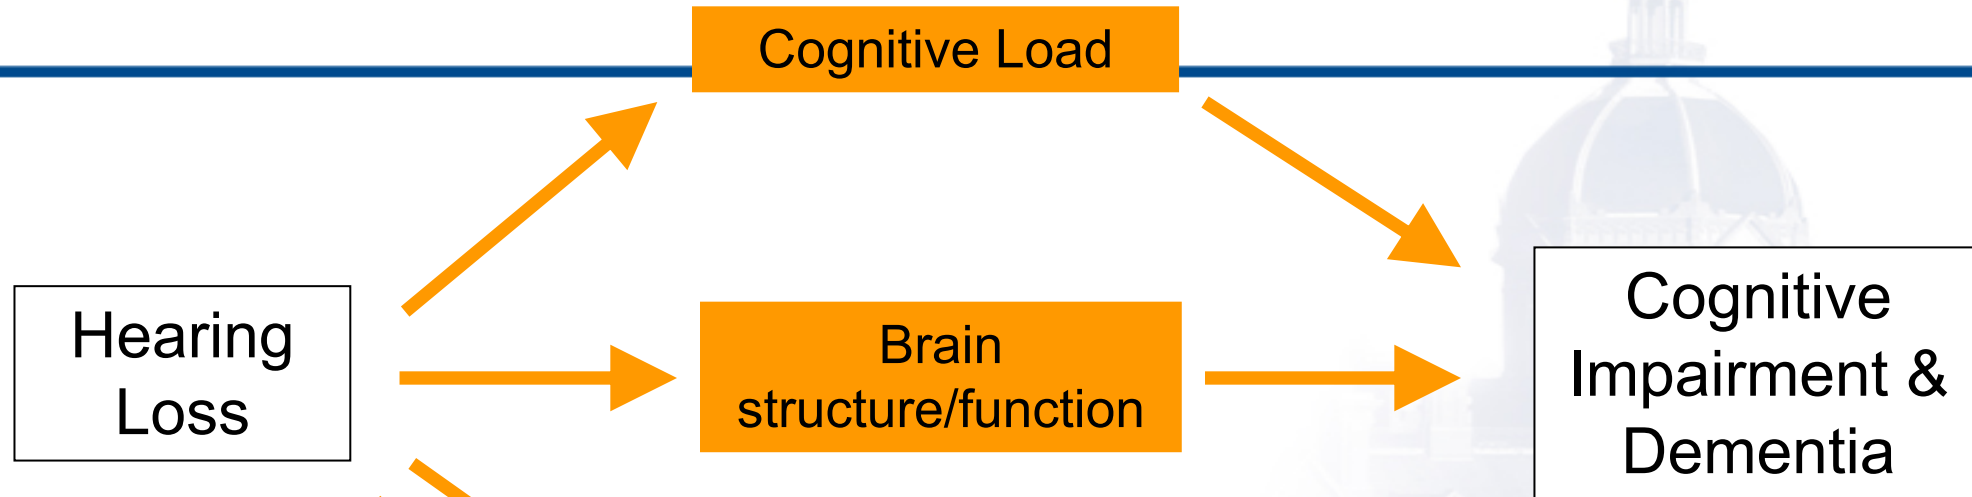 Cognitive Load
Hearing
Loss
Brain
structure/function
Cognitive
Impairment &
Dementia